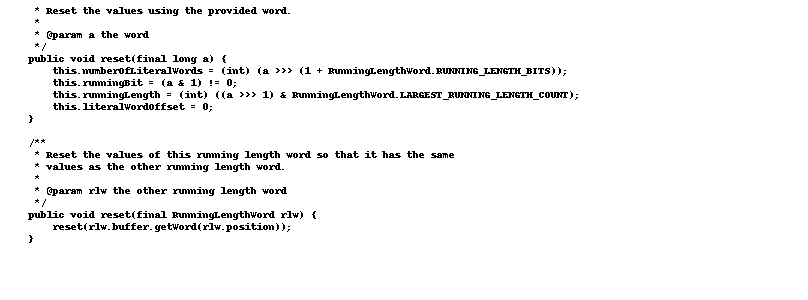 * Reset the values using the provided word.
*
* @param a the word
*/
public void reset(final long a) {
this.numberOfLiteralWords = (int) (a >>> (1 + RunningLengthWord.RUNNING_LENGTH_BITS));
this.runningBit = (a & 1) != 0;
this.runningLength = (int) ((a >>> 1) & RunningLengthWord.LARGEST_RUNNING_LENGTH_COUNT);
this.literalWordOffset = 0;
}
/**
* Reset the values of this running length word so that it has the same
* values as the other running length word.
*
* @param rlw the other running length word
*/
public void reset(final RunningLengthWord rlw) {
reset(rlw.buffer.getWord(rlw.position));
}